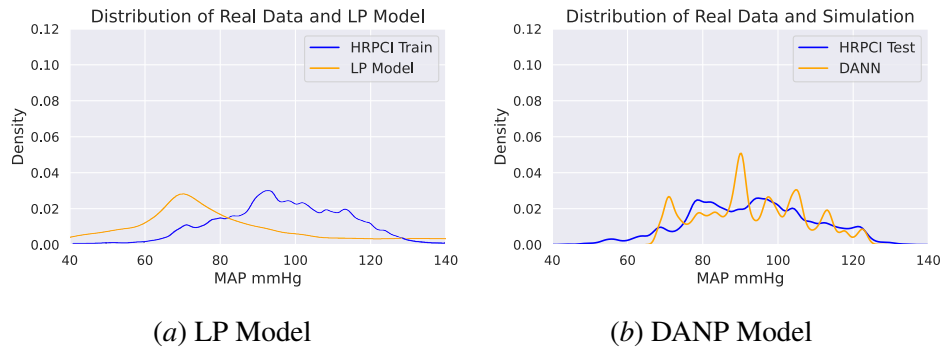 Distribution of Real Data and LP Model
0.12
0.10
0.08
0.06
0.04
0.02
0.00
Density
HRPCI Train
LP Model
40 60 80 100 120 140
MAP mmHg
(a) LP Model
Distribution of Real Data and Simulation
0.12
0.10
0.08
0.06
0.04
0.02
0.00
Density
HRPCI Test
DANN
40 60 80 100 120 140
MAP mmHg
(b) DANP Model